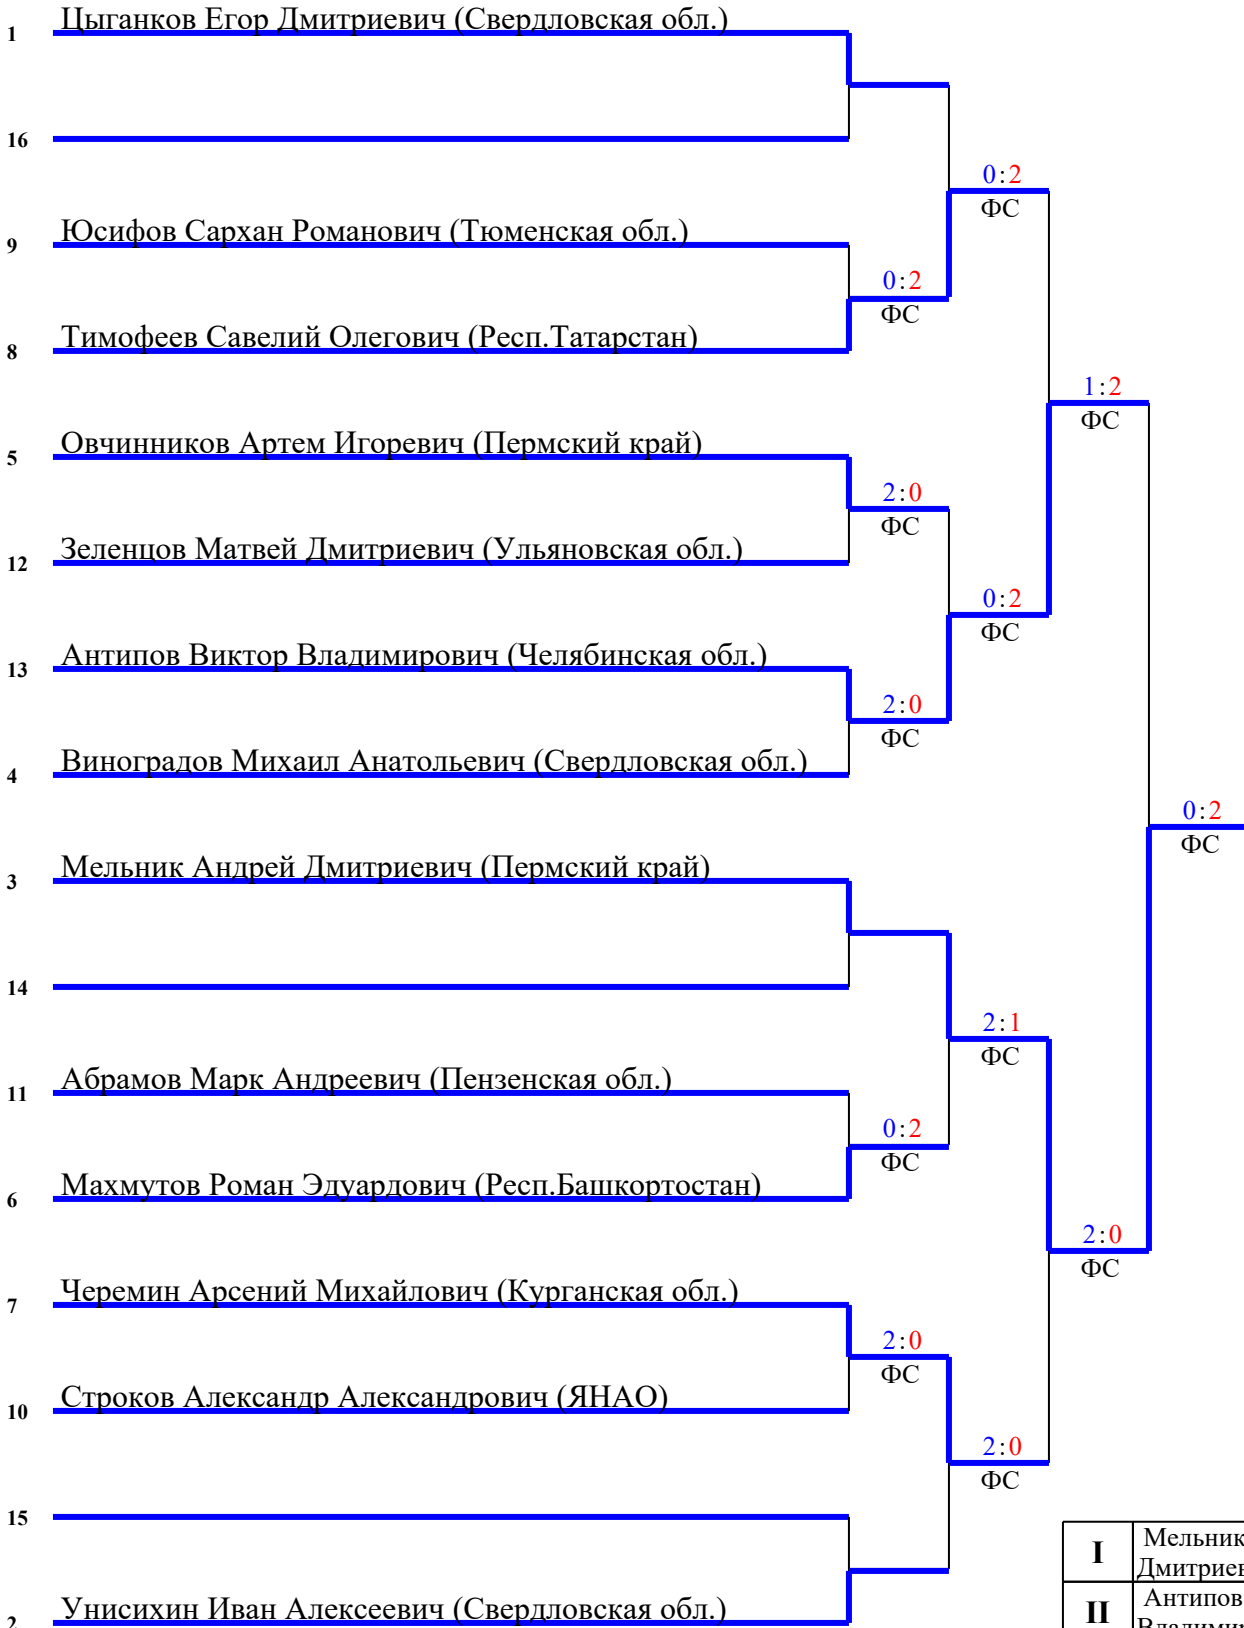 Цыганков Егор Дмитриевич (Свердловская обл.)
1
16
0:2
ФС
Юсифов Сархан Романович (Тюменская обл.)
9
0:2
ФС
Тимофеев Савелий Олегович (Респ.Татарстан)
8
1:2
ФС
Овчинников Артем Игоревич (Пермский край)
5
2:0
ФС
Зеленцов Матвей Дмитриевич (Ульяновская обл.)
12
0:2
ФС
Антипов Виктор Владимирович (Челябинская обл.)
13
2:0
ФС
Виноградов Михаил Анатольевич (Свердловская обл.)
4
0:2
ФС
Мельник Андрей Дмитриевич (Пермский край)
3
14
2:1
ФС
Абрамов Марк Андреевич (Пензенская обл.)
11
0:2
ФС
Махмутов Роман Эдуардович (Респ.Башкортостан)
6
2:0
ФС
Черемин Арсений Михайлович (Курганская обл.)
7
2:0
ФС
Строков Александр Александрович (ЯНАО)
10
2:0
ФС
15
I Мельник
Дмитриев
Унисихин Иван Алексеевич (Свердловская обл.)
2
II Антипов
Владимир